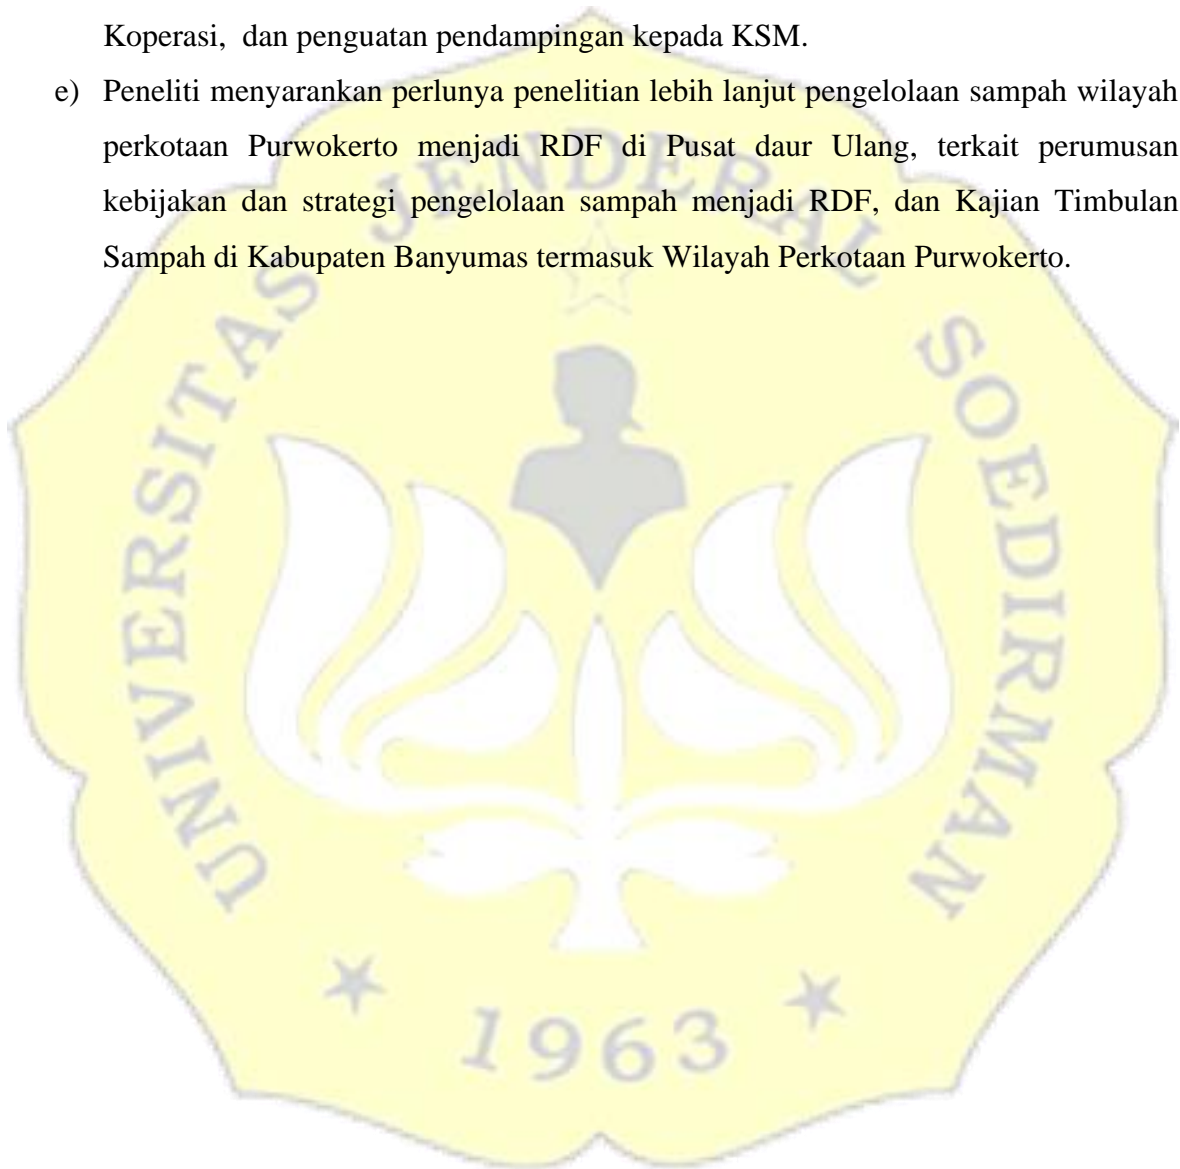 Koperasi,  dan penguatan pendampingan kepada KSM.
e) Peneliti menyarankan perlunya penelitian lebih lanjut pengelolaan sampah wilayah
perkotaan Purwokerto menjadi RDF di Pusat daur Ulang, terkait perumusan
kebijakan dan strategi pengelolaan sampah menjadi RDF, dan Kajian Timbulan
Sampah di Kabupaten Banyumas termasuk Wilayah Perkotaan Purwokerto.
UNIVERSITAS JENDERAL SOEDIRMAN
1963